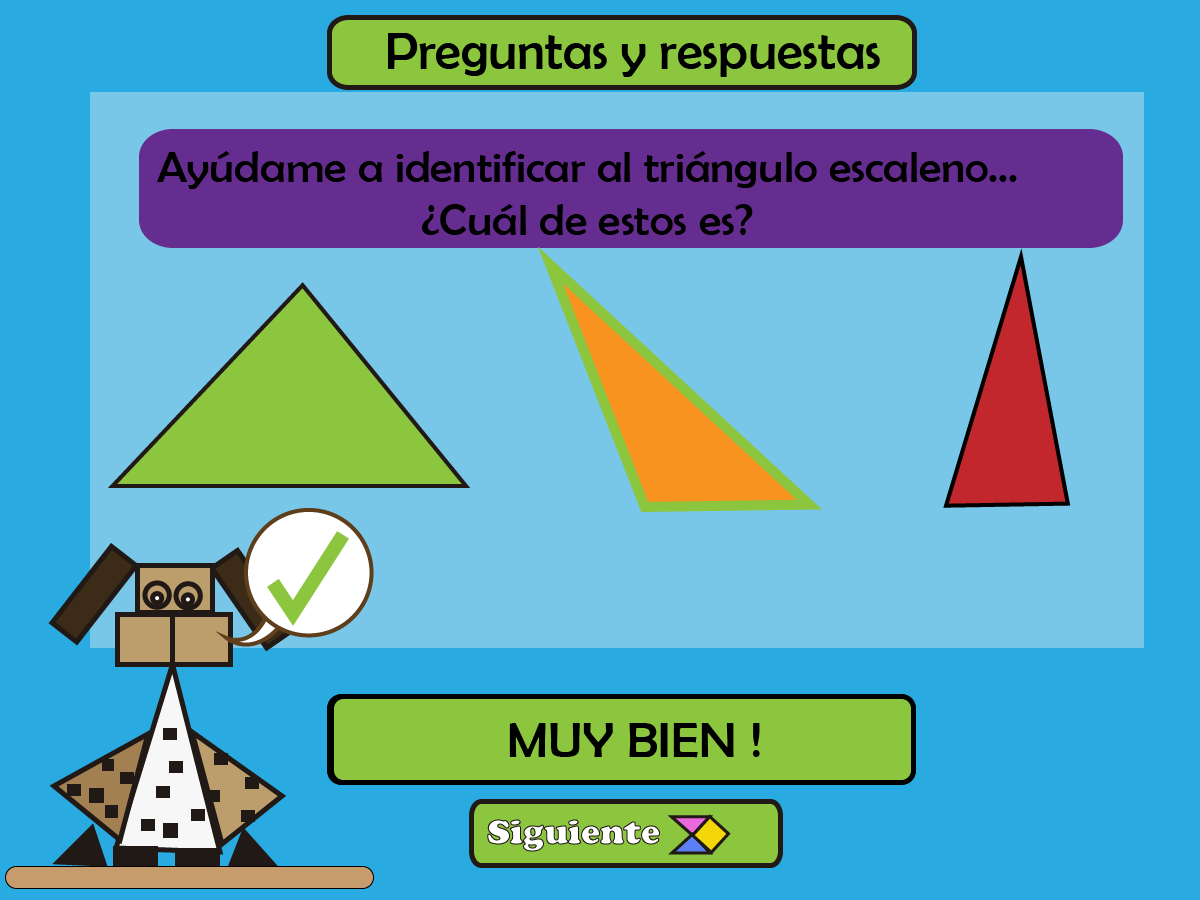 Preguntas y respuestas
Ayúdame a identificar al triángulo escaleno...
¿Cuál de estos es?
MUY BIEN !
Siguiente